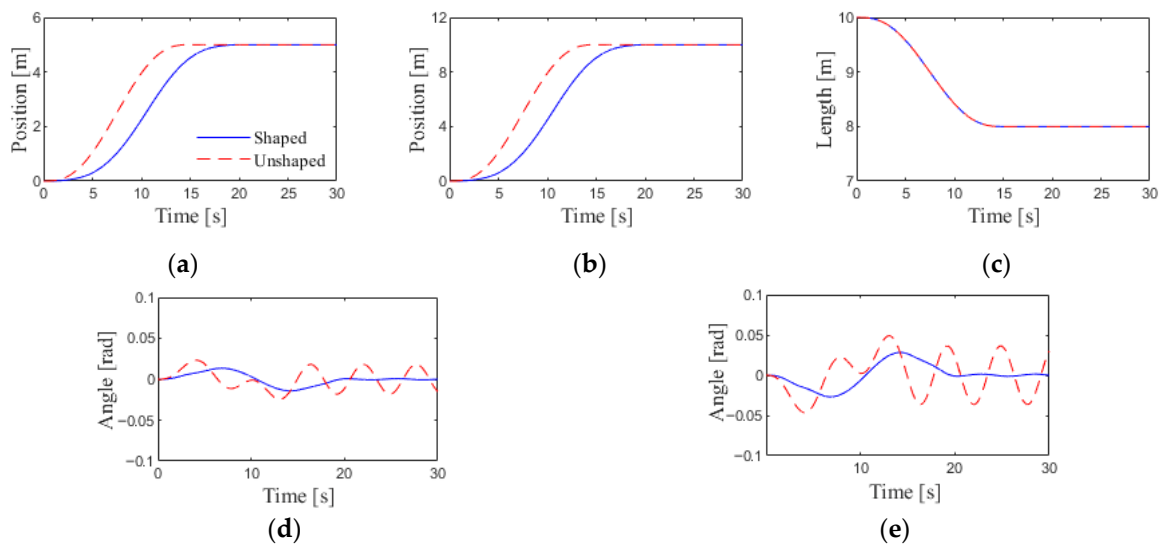 6
4
2
0
Position [m]
Shaped
Unshaped
0 5 10 15 20 25 30
Time [s]
(a)
12
8
4
0
Position [m]
0 5 10 15 20 25 30
Time [s]
(b)
10
9
8
7
Length [m]
0 5 10 15 20 25 30
Time [s]
(c)
0.1
0.05
0
−0.05
−0.1
Angle [rad]
0 10 20 30
Time [s]
(d)
0.1
0.05
0
−0.05
−0.1
Angle [rad]
10 20 30
Time [s]
(e)